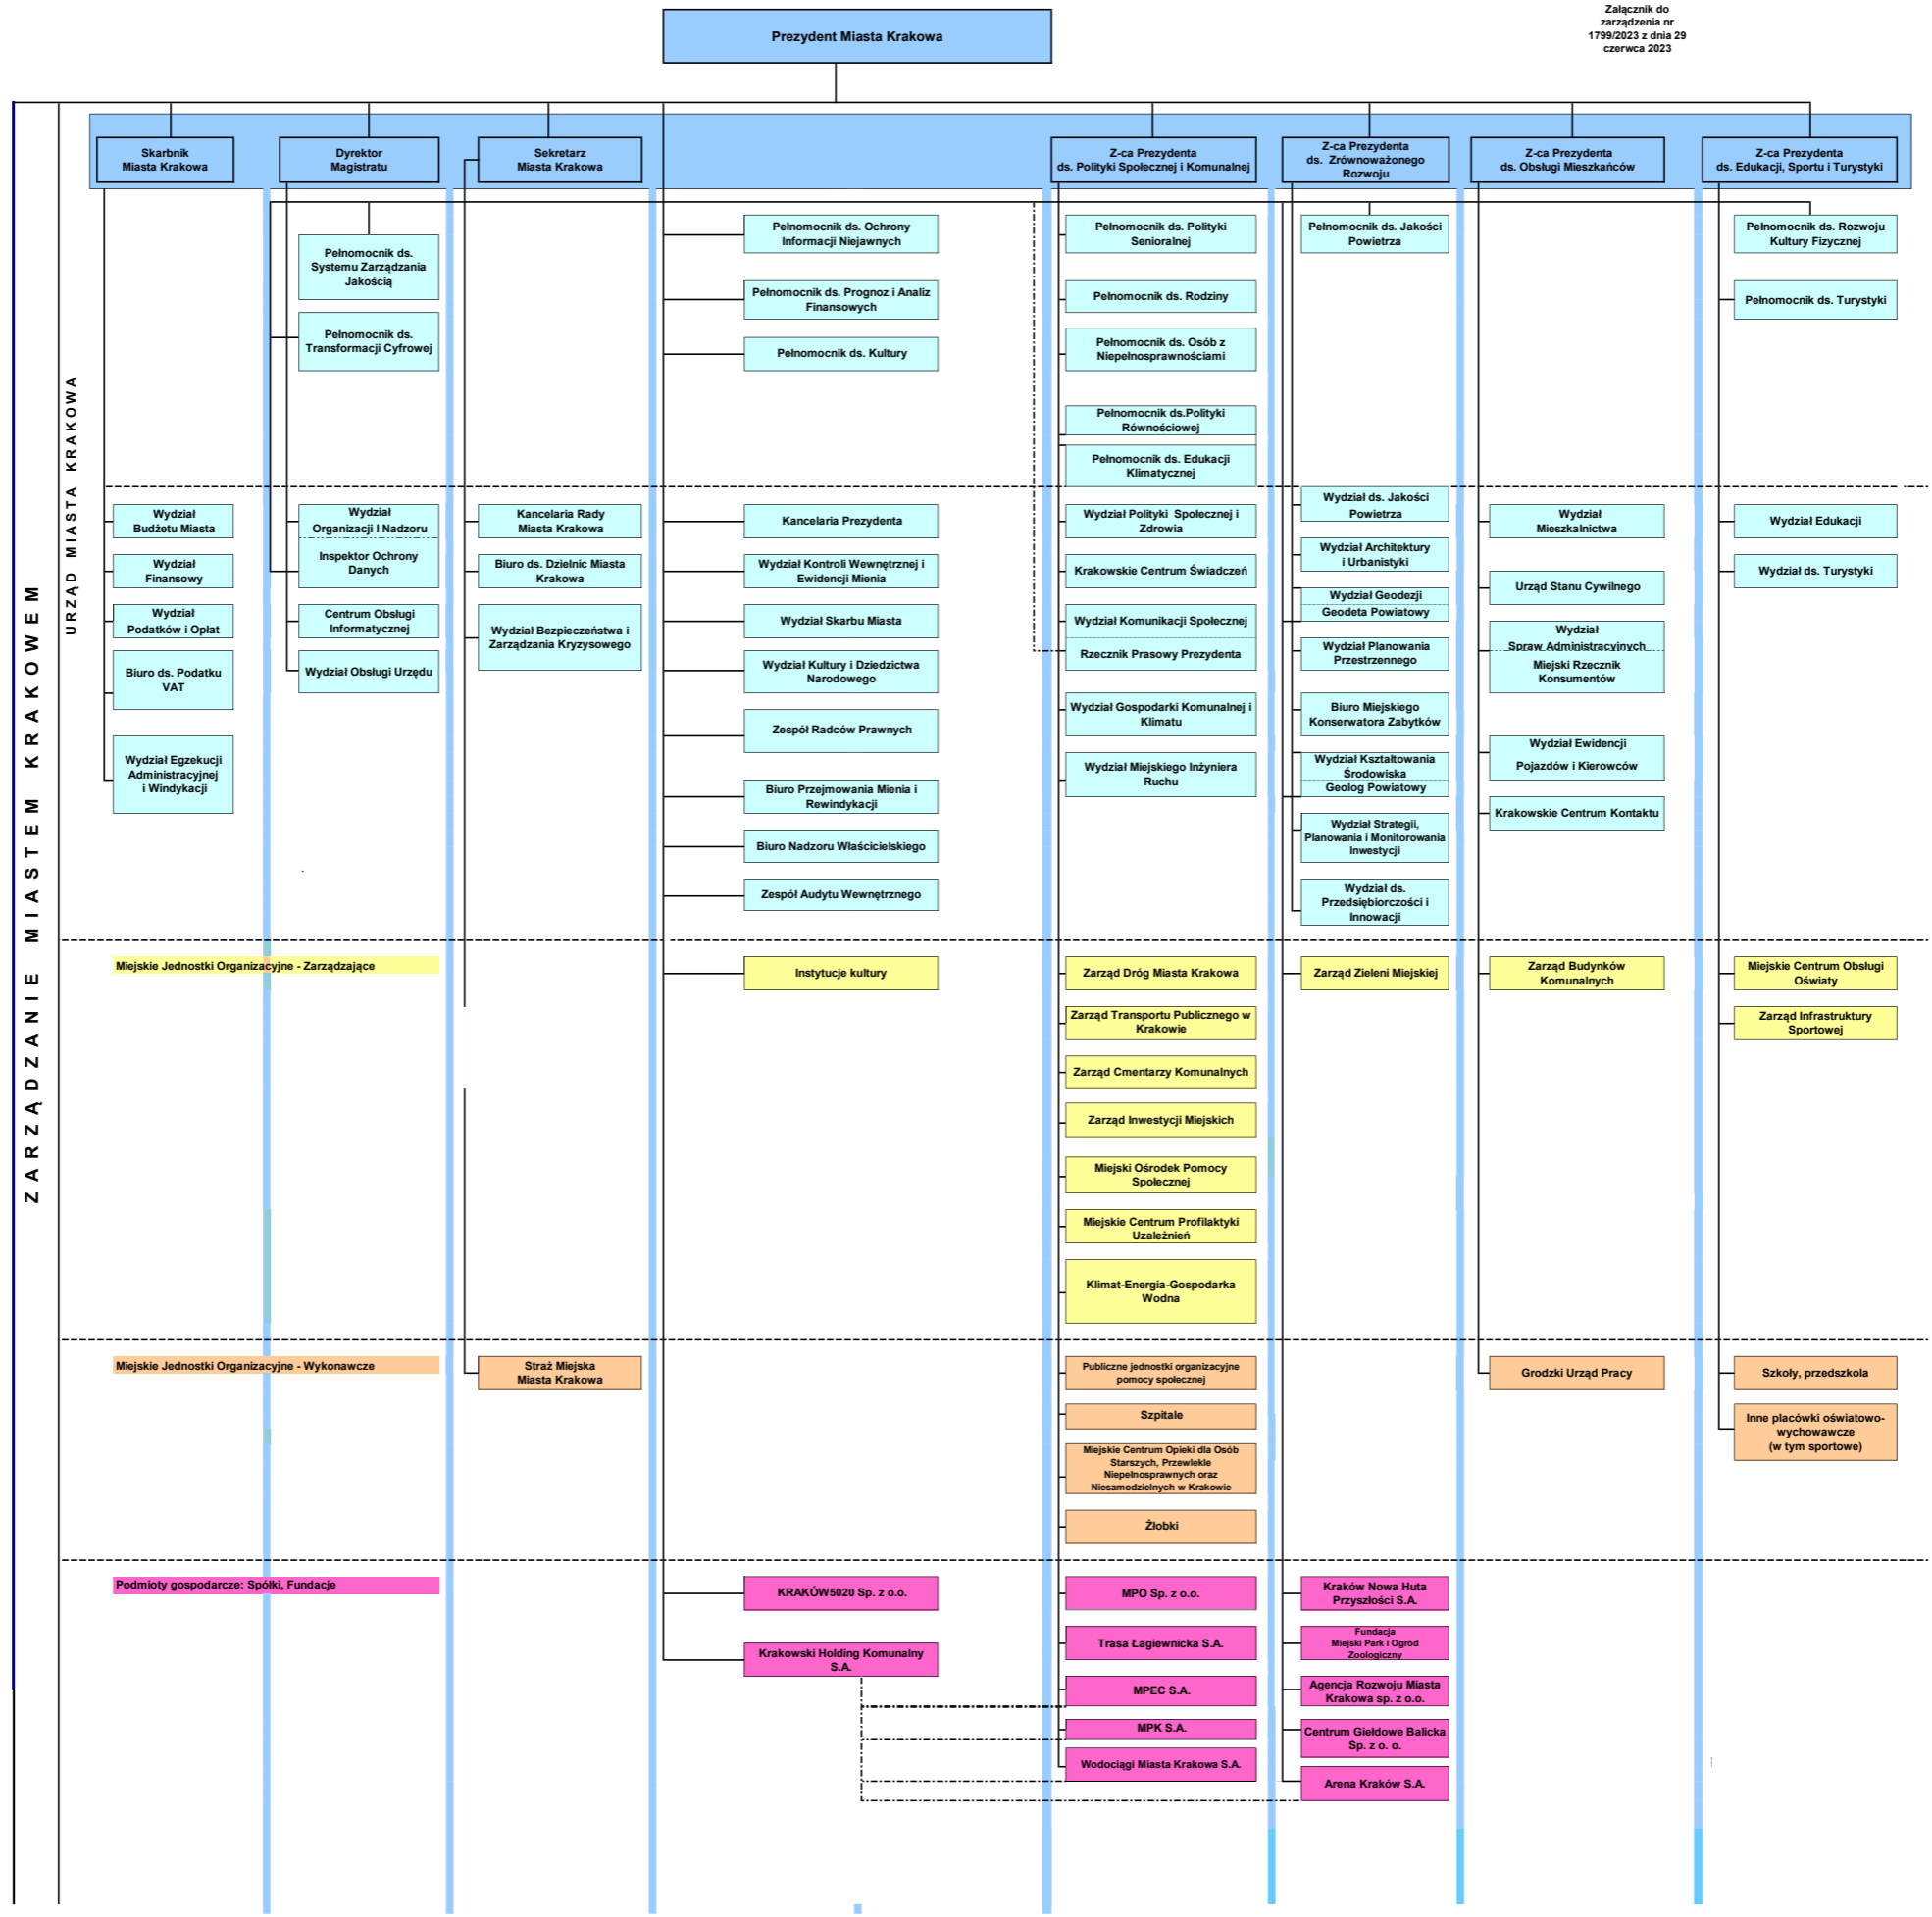 Załącznik do
zarządzenia nr
1799/2023 z dnia 29
czerwca 2023
Prezydent Miasta Krakowa
ZARZĄDZANIE MIASTEM KRAKOWEM
URZĄD MIASTA KRAKOWA
Skarbnik
Miasta Krakowa
Dyrektor
Magistratu
Sekretarz
Miasta Krakowa
Z-ca Prezydenta
ds. Polityki Społecznej i Komunalnej
Z-ca Prezydenta
ds. Zrównoważonego
Rozwoju
Z-ca Prezydenta
ds. Obsługi Mieszkańców
Z-ca Prezydenta
ds. Edukacji, Sportu i Turystyki
Pełnomocnik ds.
Systemu Zarządzania
Jakością
Pełnomocnik ds.
Transformacji Cyfrowej
Pełnomocnik ds. Ochrony
Informacji Niejawnych
Pełnomocnik ds. Prognoz i Analiz
Finansowych
Pełnomocnik ds. Kultury
Pełnomocnik ds. Polityki
Senioralnej
Pełnomocnik ds. Rodziny
Pełnomocnik ds. Osób z
Niepełnosprawnościami
Pełnomocnik ds.Polityki
Równościowej
Pełnomocnik ds. Edukacji
Klimatycznej
Pełnomocnik ds. Jakości
Powietrza
Pełnomocnik ds. Rozwoju
Kultury Fizycznej
Pełnomocnik ds. Turystyki
Wydział
Budżetu Miasta
Wydział
Finansowy
Wydział
Podatków i Opłat
Biuro ds. Podatku
VAT
Wydział Egzekucji
Administracyjnej
i Windykacji
Wydział
Organizacji I Nadzoru
Inspektor Ochrony
Danych
Centrum Obsługi
Informatycznej
Wydział Obsługi Urzędu
Kancelaria Rady
Miasta Krakowa
Biuro ds. Dzielnic Miasta
Krakowa
Wydział Bezpieczeństwa i
Zarządzania Kryzysowego
Kancelaria Prezydenta
Wydział Kontroli Wewnętrznej i
Ewidencji Mienia
Wydział Skarbu Miasta
Wydział Kultury i Dziedzictwa
Narodowego
Zespół Radców Prawnych
Biuro Przejmowania Mienia i
Rewindykacji
Biuro Nadzoru Właścicielskiego
Zespół Audytu Wewnętrznego
Wydział Polityki Społecznej i
Zdrowia
Krakowskie Centrum Świadczeń
Wydział Komunikacji Społecznej
Rzecznik Prasowy Prezydenta
Wydział Gospodarki Komunalnej i
Klimatu
Wydział Miejskiego Inżyniera
Ruchu
Wydział ds. Jakości
Powietrza
Wydział Architektury
i Urbanistyki
Wydział Geodezji
Geodeta Powiatowy
Wydział Planowania
Przestrzennego
Biuro Miejskiego
Konserwatora Zabytków
Wydział Kształtowania
Środowiska
Geolog Powiatowy
Wydział Strategii,
Planowania i Monitorowania
Inwestycji
Wydział ds.
Przedsiębiorczości i
Innowacji
Wydział
Mieszkalnictwa
Urząd Stanu Cywilnego
Wydział
Spraw Administracyjnych
Miejski Rzecznik
Konsumentów
Wydział Ewidencji
Pojazdów i Kierowców
Krakowskie Centrum Kontaktu
Wydział Edukacji
Wydział ds. Turystyki
Miejskie Jednostki Organizacyjne - Zarządzające
Instytucje kultury
Zarząd Dróg Miasta Krakowa
Zarząd Transportu Publicznego w
Krakowie
Zarząd Cmentarzy Komunalnych
Zarząd Inwestycji Miejskich
Miejski Ośrodek Pomocy
Społecznej
Miejskie Centrum Profilaktyki
Uzależnień
Klimat-Energia-Gospodarka
Wodna
Zarząd Zieleni Miejskiej
Zarząd Budynków
Komunalnych
Miejskie Centrum Obsługi
Oświaty
Zarząd Infrastruktury
Sportowej
Miejskie Jednostki Organizacyjne - Wykonawcze
Straż Miejska
Miasta Krakowa
Publiczne jednostki organizacyjne
pomocy społecznej
Szpitale
Miejskie Centrum Opieki dla Osób
Starszych, Przewlekle
Niepełnosprawnych oraz
Niesamodzielnych w Krakowie
Żłobki
Grodzki Urząd Pracy
Szkoły, przedszkola
Inne placówki oświatowo-
wychowawcze
(w tym sportowe)
Podmioty gospodarcze: Spółki, Fundacje
KRAKÓW5020 Sp. z o.o.
Krakowski Holding Komunalny
S.A.
MPO Sp. z o.o.
Trasa Łagiewnicka S.A.
MPEC S.A.
MPK S.A.
Wodociągi Miasta Krakowa S.A.
Kraków Nowa Huta
Przyszłości S.A.
Fundacja
Miejski Park i Ogród
Zoologiczny
Agencja Rozwoju Miasta
Krakowa sp. z o.o.
Centrum Giełdowe Balicka
Sp. z o. o.
Arena Kraków S.A.